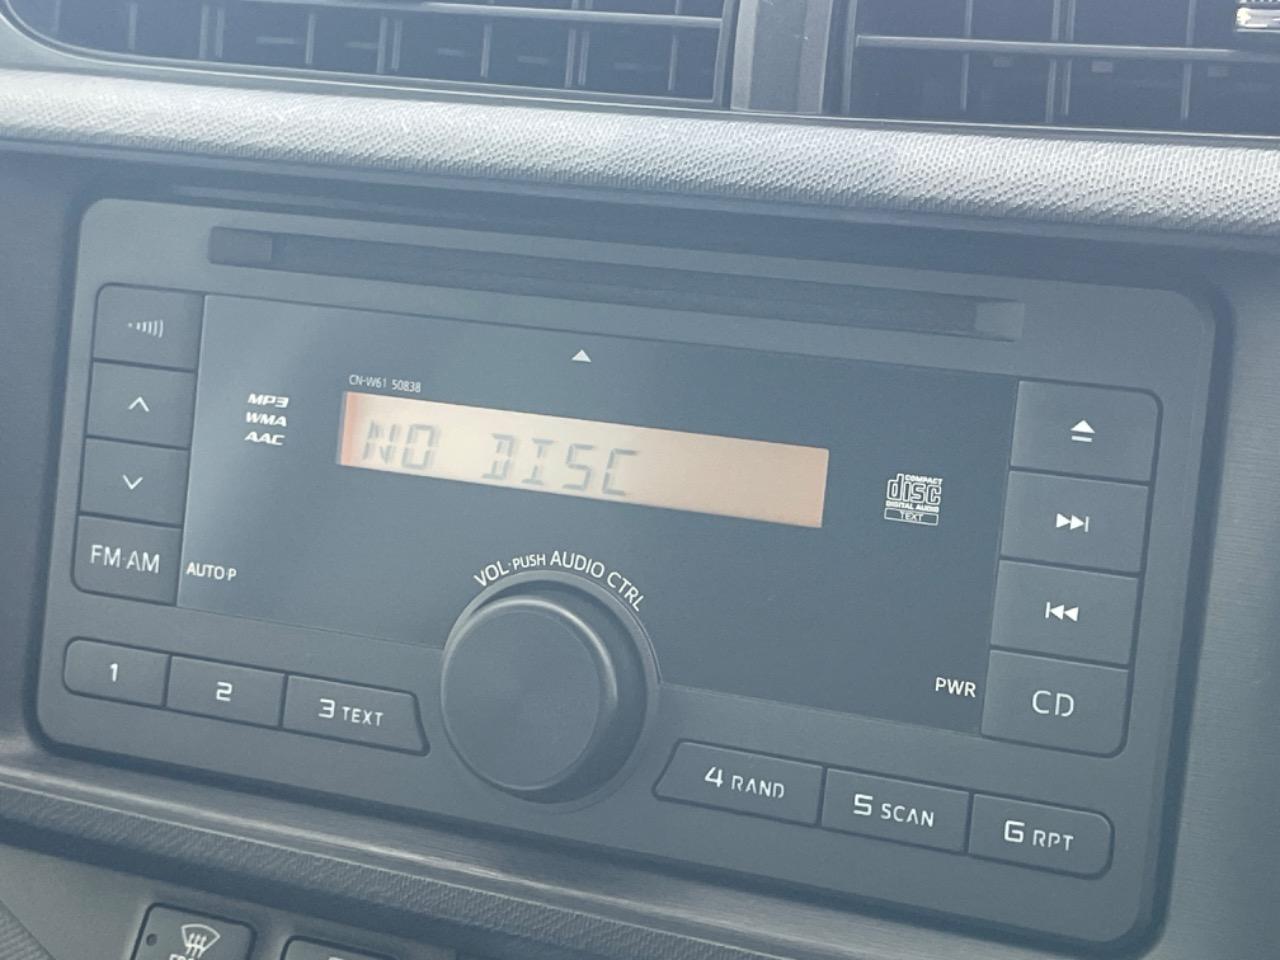 CN-W61 50838
MP3
WMA
AAC
NO DISC
COMPACT
disc
DIGITAL AUDIO
TEXT
FM·AM
AUTO·P
VOL·PUSH AUDIO CTRL
PWR
CD
1
2
3 TEXT
4 RAND
5 SCAN
6 RPT